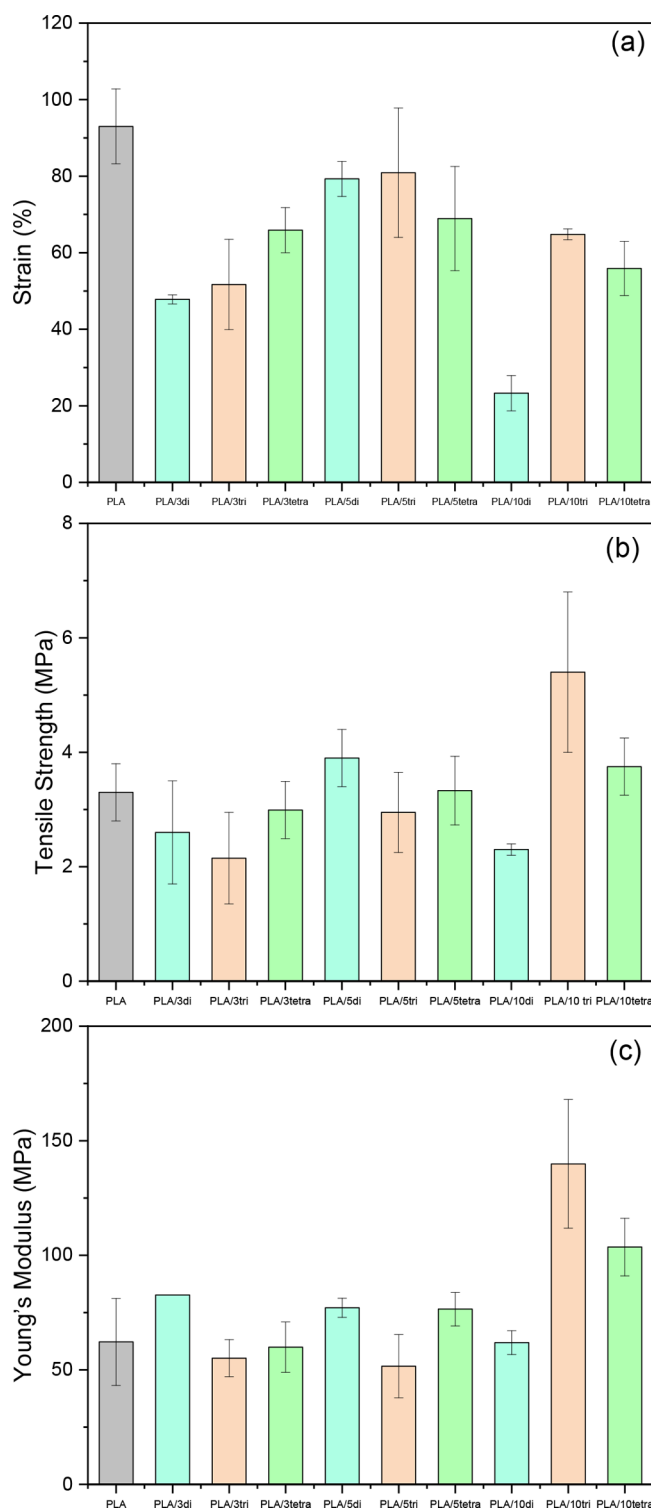 (a)
120
100
80
60
40
20
0
Strain (%)
PLA PLA/3di PLA/3tri PLA/3tetra PLA/5di PLA/5tri PLA/5tetra PLA/10di PLA/10tri PLA/10tetra
(b)
8
6
4
2
0
Tensile Strength (MPa)
PLA PLA/3di PLA/3tri PLA/3tetra PLA/5di PLA/5tri PLA/5tetra PLA/10di PLA/10 tri PLA/10tetra
(c)
200
150
100
50
0
Young's Modulus (MPa)
PLA PLA/3di PLA/3tri PLA/3tetra PLA/5di PLA/5tri PLA/5tetra PLA/10di PLA/10tri PLA/10tetra